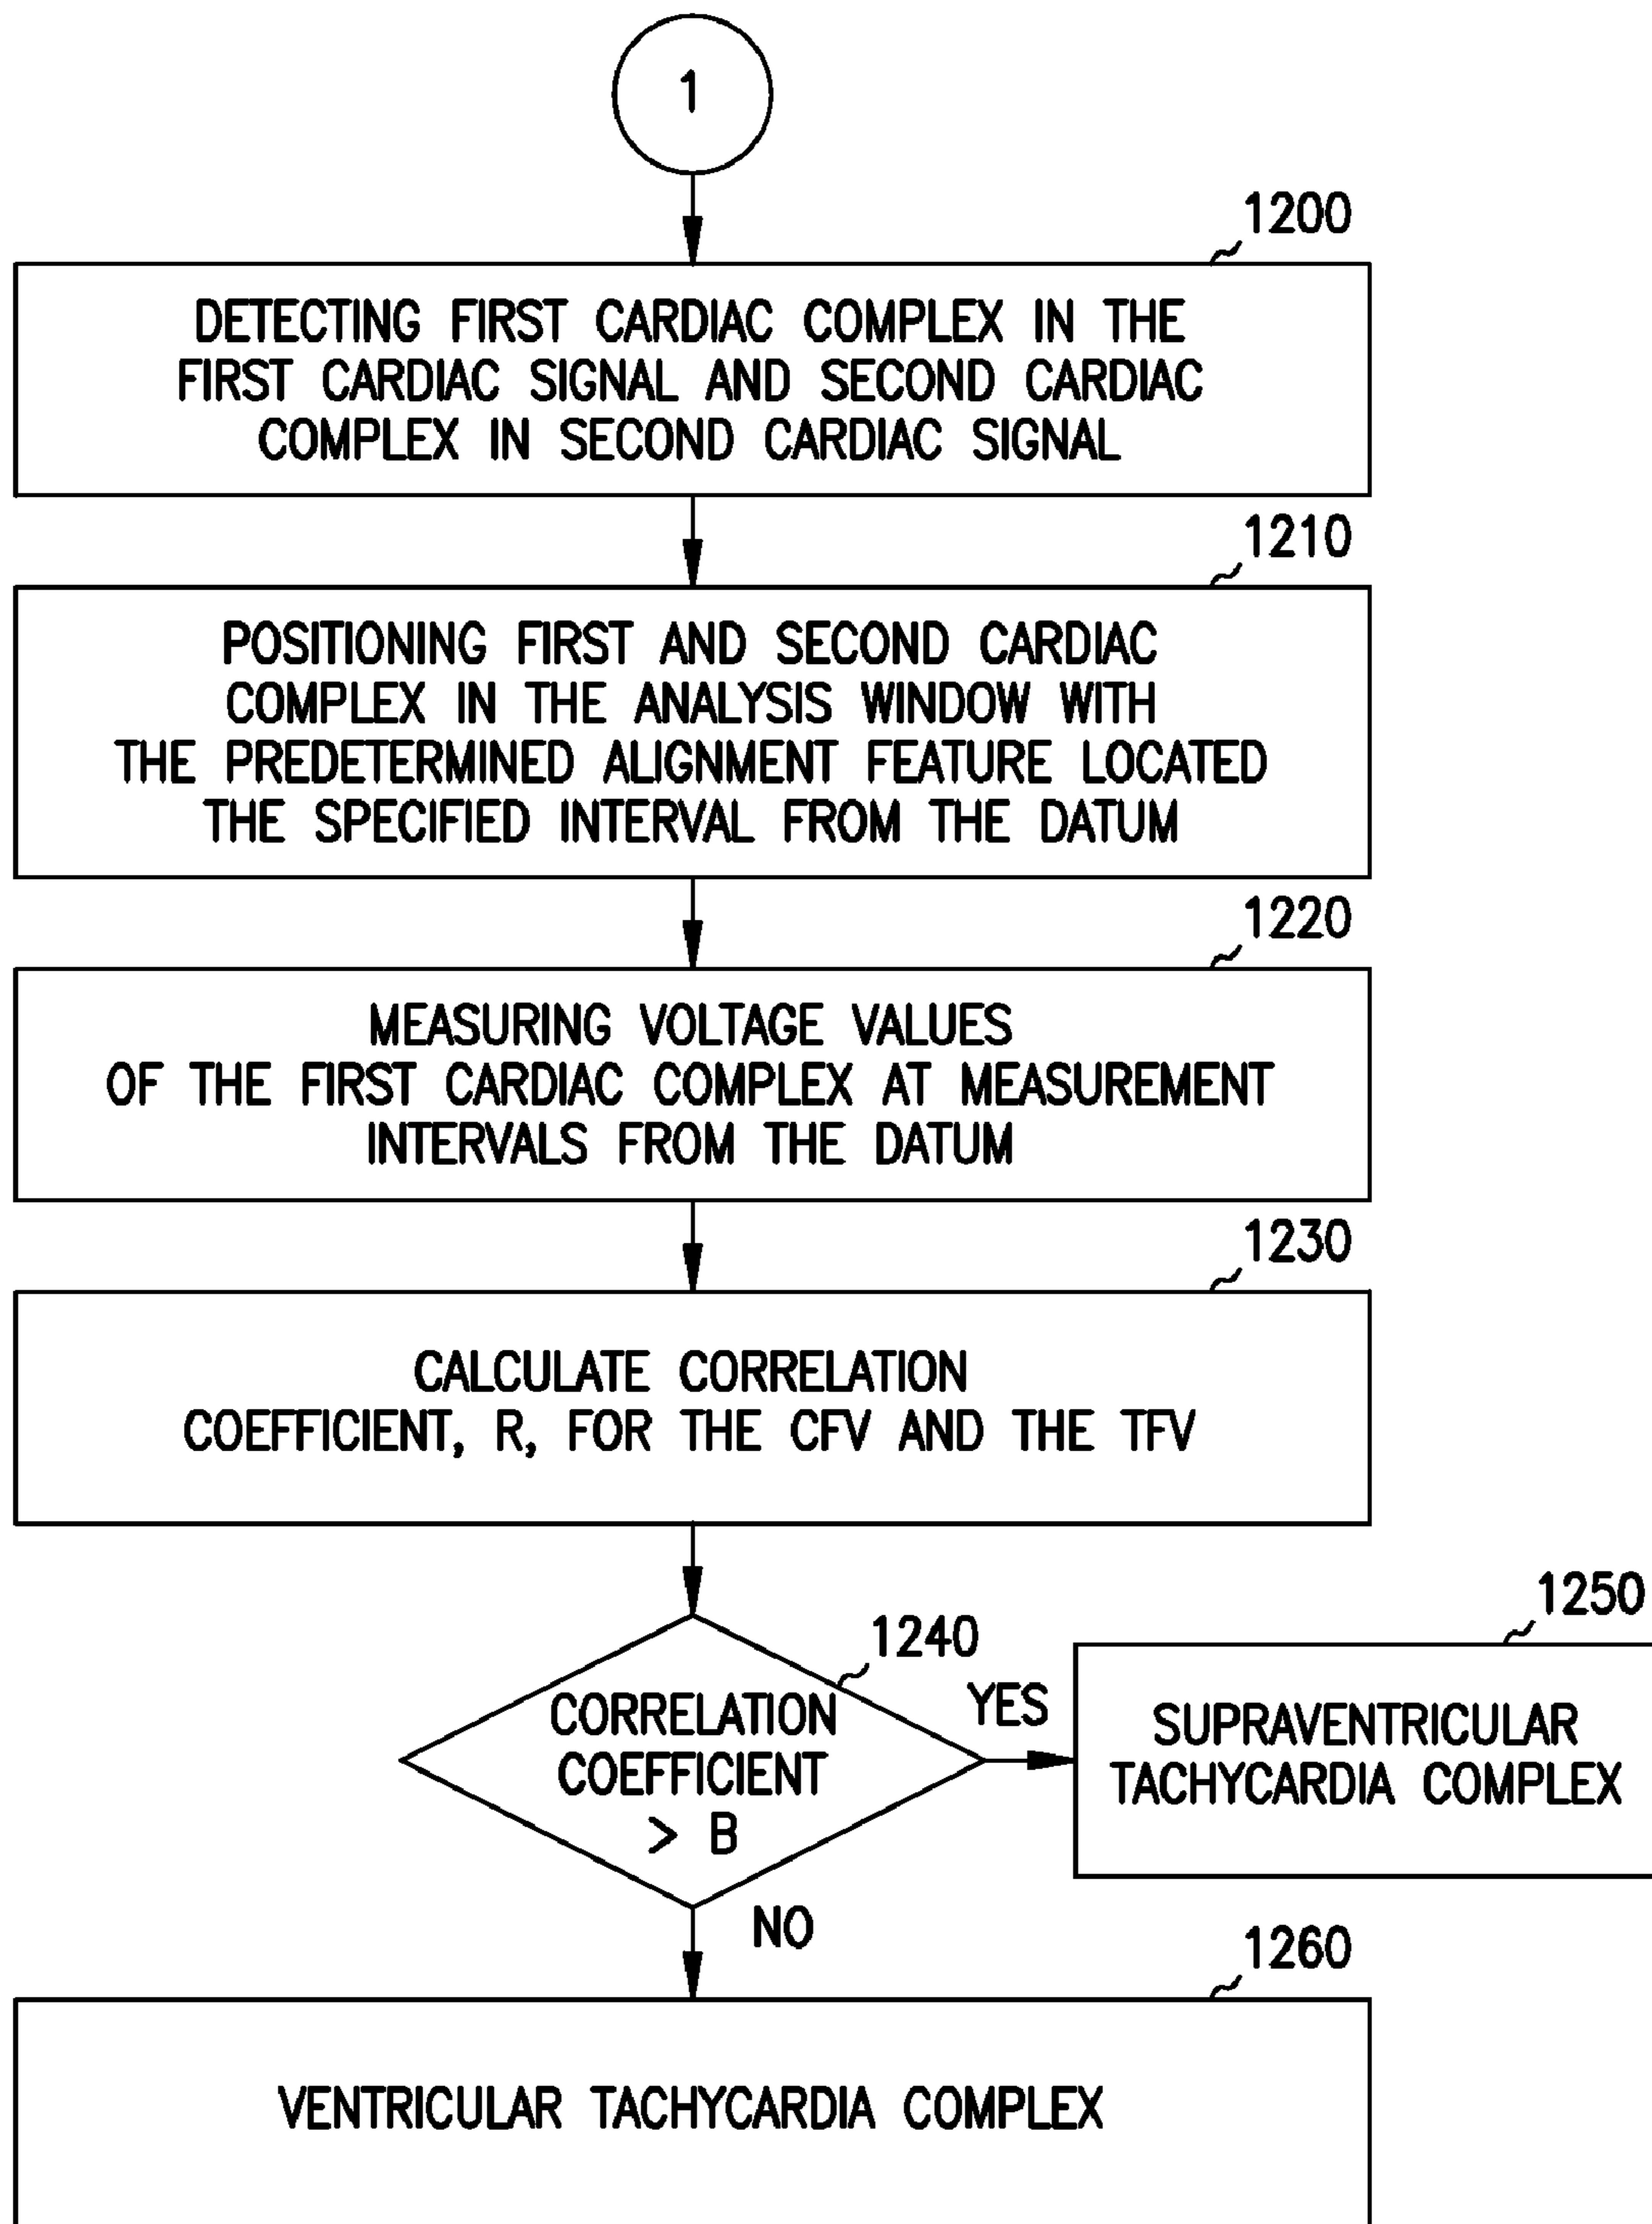 1
1200
DETECTING FIRST CARDIAC COMPLEX IN THE
FIRST CARDIAC SIGNAL AND SECOND CARDIAC
COMPLEX IN SECOND CARDIAC SIGNAL
1210
POSITIONING FIRST AND SECOND CARDIAC
COMPLEX IN THE ANALYSIS WINDOW WITH
THE PREDETERMINED ALIGNMENT FEATURE LOCATED
THE SPECIFIED INTERVAL FROM THE DATUM
1220
MEASURING VOLTAGE VALUES
OF THE FIRST CARDIAC COMPLEX AT MEASUREMENT
INTERVALS FROM THE DATUM
1230
CALCULATE CORRELATION
COEFFICIENT, R, FOR THE CFV AND THE TFV
1240
CORRELATION
COEFFICIENT
> B
YES
1250
SUPRAVENTRICULAR
TACHYCARDIA COMPLEX
NO
1260
VENTRICULAR TACHYCARDIA COMPLEX